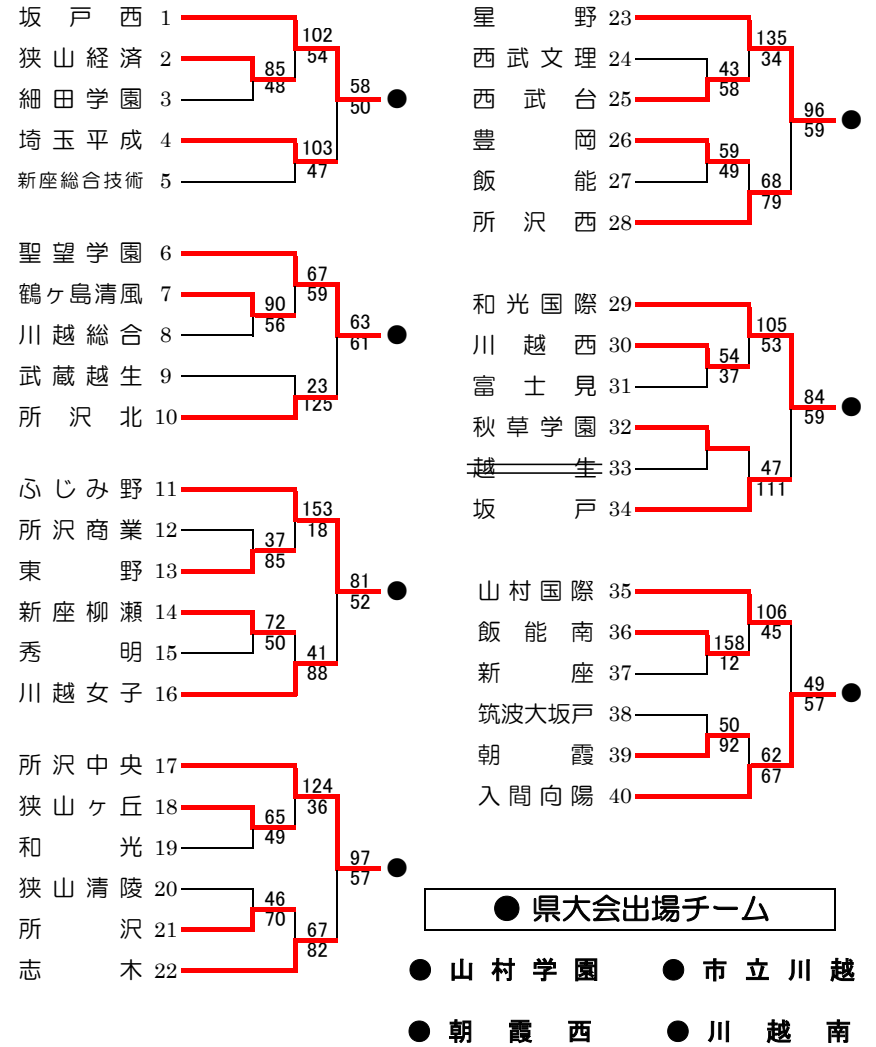 坂戸西 1
102
54
狭山経済 2
85
48
細田学園 3
58
50
埼玉平成 4
103
47
新座総合技術 5
聖望学園 6
67
59
鶴ヶ島清風 7
90
56
川越総合 8
63
61
武蔵越生 9
23
125
所沢北 10
ふじみ野 11
153
18
所沢商業 12
37
85
東野 13
81
52
新座柳瀬 14
72
50
秀明 15
41
88
川越女子 16
所沢中央 17
124
36
狭山ヶ丘 18
65
49
和光 19
97
57
狭山清陵 20
46
70
所沢 21
67
82
志木 22
星野 23
135
34
西武文理 24
43
58
西武台 25
96
59
豊岡 26
59
49
飯能 27
68
79
所沢西 28
和光国際 29
105
53
川越西 30
54
37
富士見 31
84
59
秋草学園 32
越生 33
47
111
坂戸 34
山村国際 35
106
45
飯能南 36
158
12
新座 37
49
57
筑波大坂戸 38
50
92
朝霞 39
62
67
入間向陽 40
●県大会出場チーム
●山村学園 ●市立川越
●朝霞西 ●川越南